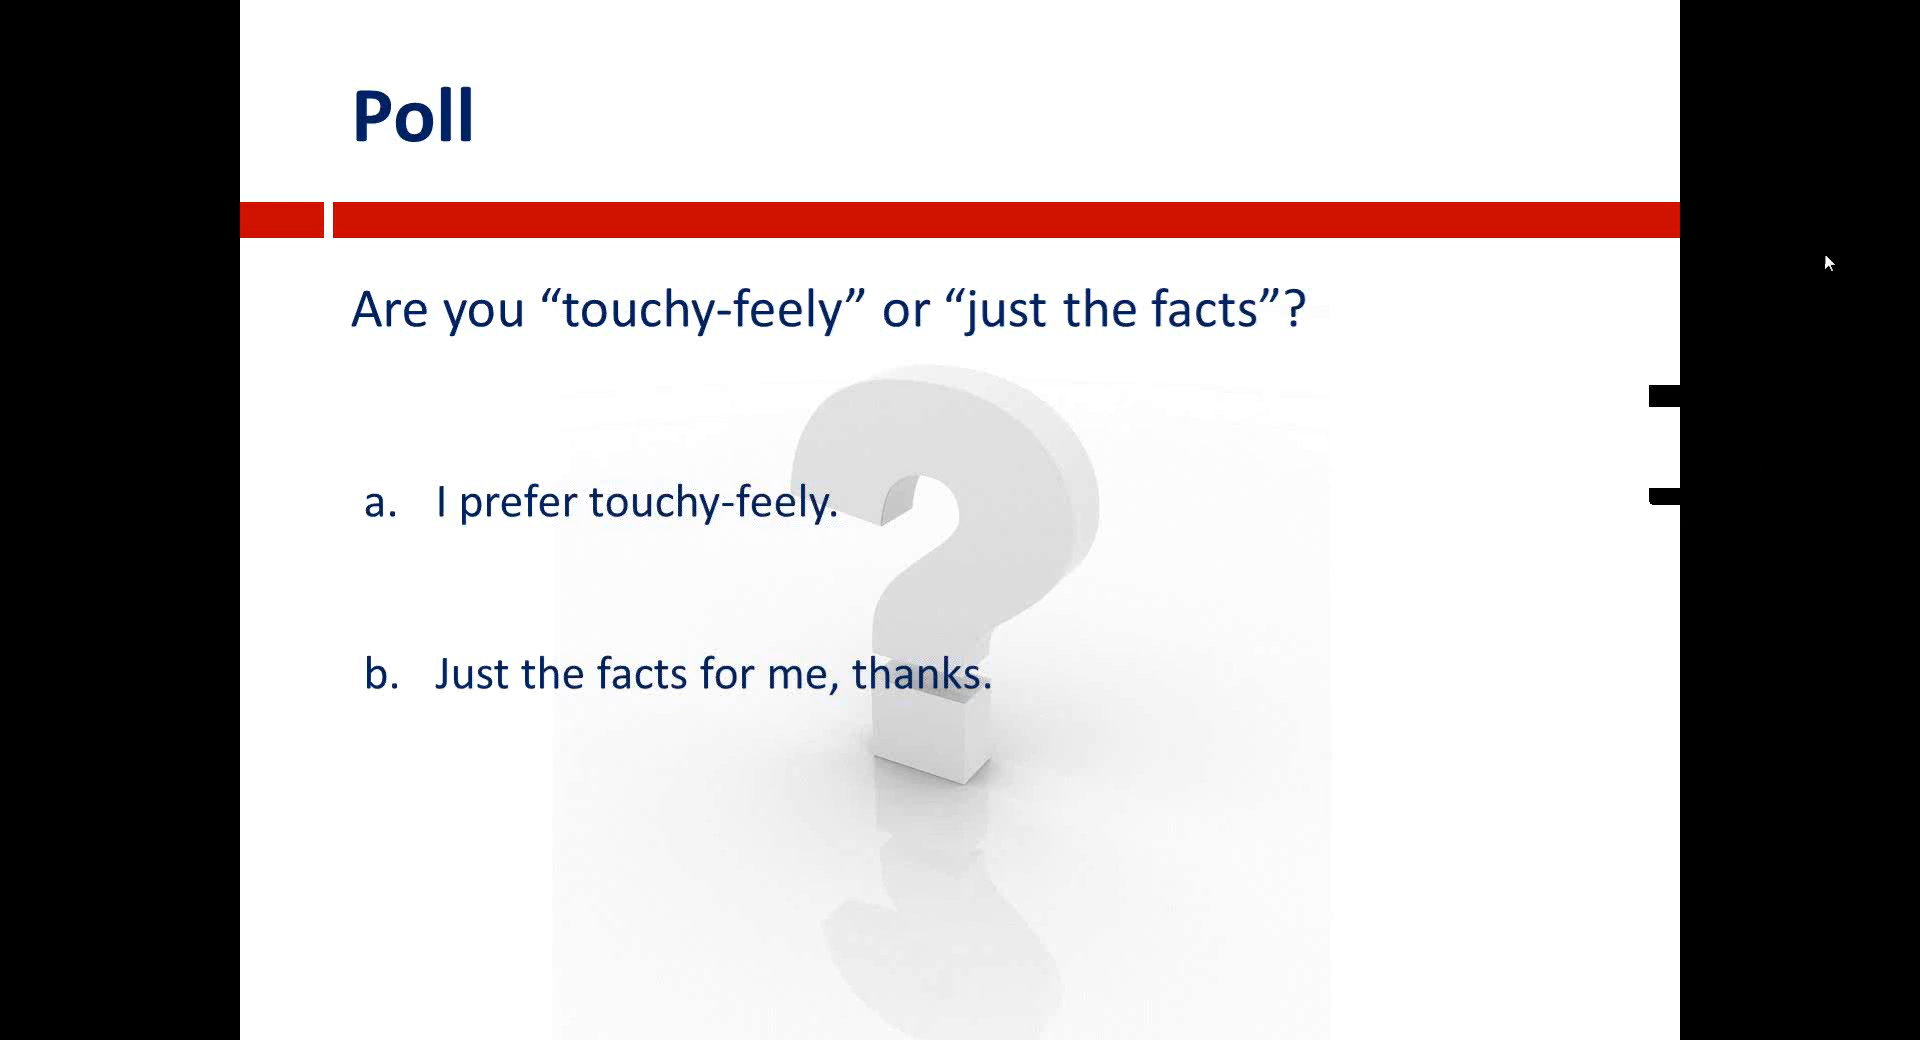 Poll
Are you “touchy-feely” or “just the facts”?
a. I prefer touchy-feely.
b. Just the facts for me, thanks.